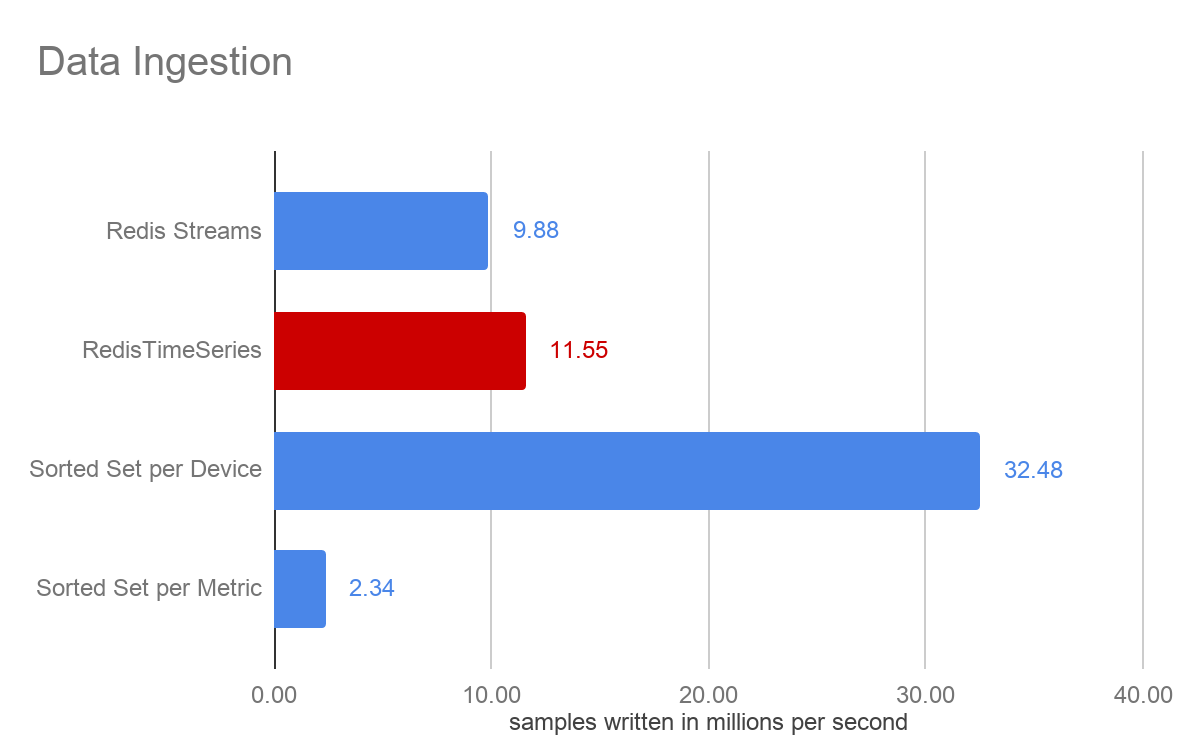 Data Ingestion
Redis Streams 9.88
RedisTimeSeries 11.55
Sorted Set per Device 32.48
Sorted Set per Metric 2.34
0.00 10.00 20.00 30.00 40.00
samples written in millions per second